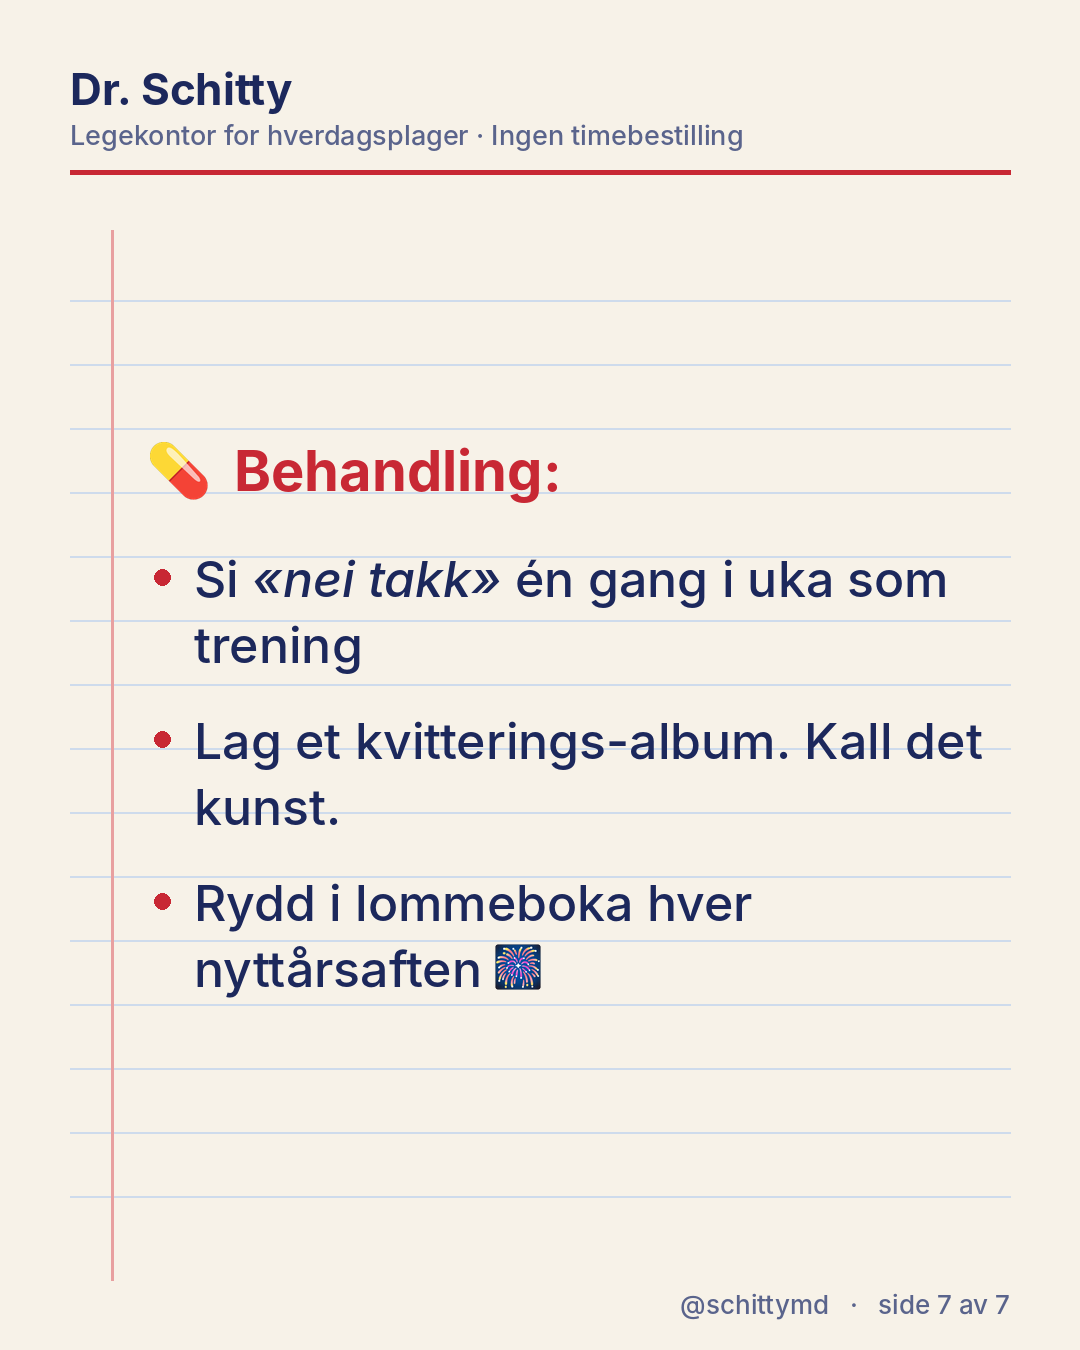 Dr. Schitty
Legekontor for hverdagsplager · Ingen timebestilling
💊 Behandling:
• Si «nei takk» én gang i uka som
trening
• Lag et kvitterings-album. Kall det
kunst.
• Rydd i lommeboka hver
nyttårsaften 🎆
@schittymd · side 7 av 7